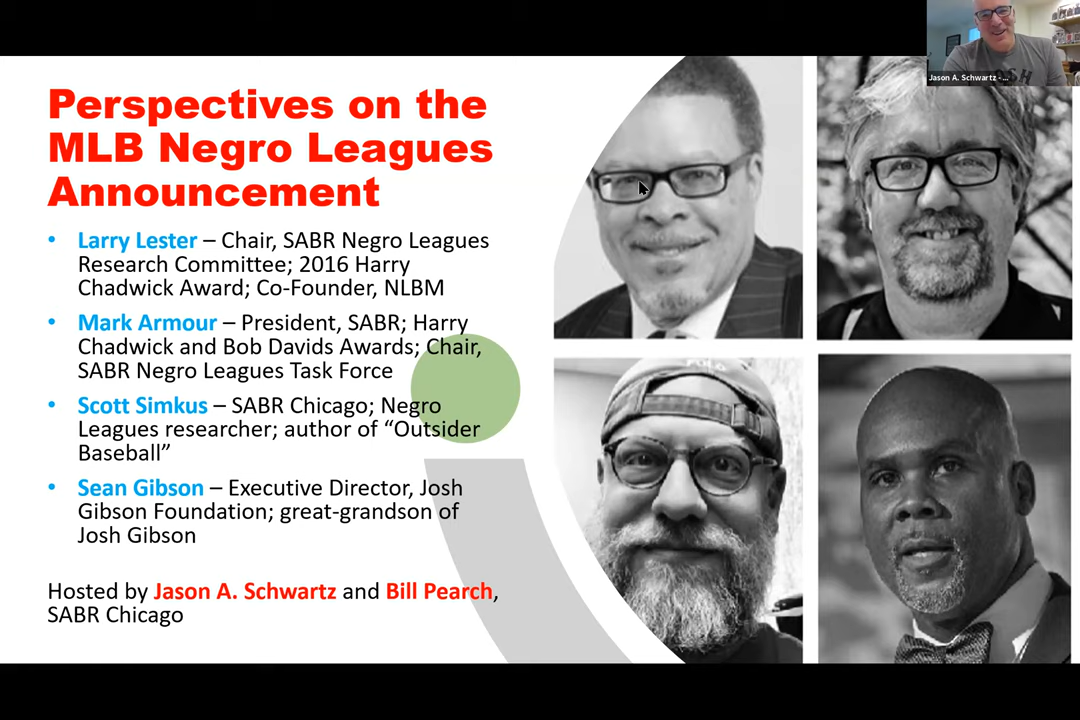 Perspectives on the
MLB Negro Leagues
Announcement
• Larry Lester – Chair, SABR Negro Leagues
Research Committee; 2016 Harry
Chadwick Award; Co-Founder, NLBM
• Mark Armour – President, SABR; Harry
Chadwick and Bob Davids Awards; Chair,
SABR Negro Leagues Task Force
• Scott Simkus – SABR Chicago; Negro
Leagues researcher; author of “Outsider
Baseball”
• Sean Gibson – Executive Director, Josh
Gibson Foundation; great-grandson of
Josh Gibson
Hosted by Jason A. Schwartz and Bill Pearch,
SABR Chicago
Jason A. Schwartz - ...